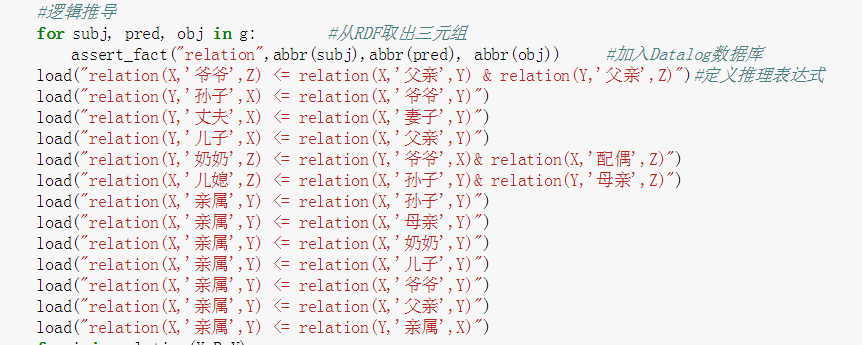 #逻辑推导
for subj, pred, obj in g:        #从RDF取出三元组
    assert_fact("relation",abbr(subj),abbr(pred), abbr(obj))     #加入Datalog数据库
load("relation(X,'爷爷',Z) <= relation(X,'父亲',Y) & relation(Y,'父亲',Z)")#定义推理表达式
load("relation(Y,'孙子',X) <= relation(X,'爷爷',Y)")
load("relation(Y,'丈夫',X) <= relation(X,'妻子',Y)")
load("relation(Y,'儿子',X) <= relation(X,'父亲',Y)")
load("relation(Y,'奶奶',Z) <= relation(Y,'爷爷',X)& relation(X,'配偶',Z)")
load("relation(X,'儿媳',Z) <= relation(X,'孙子',Y)& relation(Y,'母亲',Z)")
load("relation(X,'亲属',Y) <= relation(X,'孙子',Y)")
load("relation(X,'亲属',Y) <= relation(X,'母亲',Y)")
load("relation(X,'亲属',Y) <= relation(X,'奶奶',Y)")
load("relation(X,'亲属',Y) <= relation(X,'儿子',Y)")
load("relation(X,'亲属',Y) <= relation(X,'爷爷',Y)")
load("relation(X,'亲属',Y) <= relation(X,'父亲',Y)")
load("relation(X,'亲属',Y) <= relation(Y,'亲属',X)")